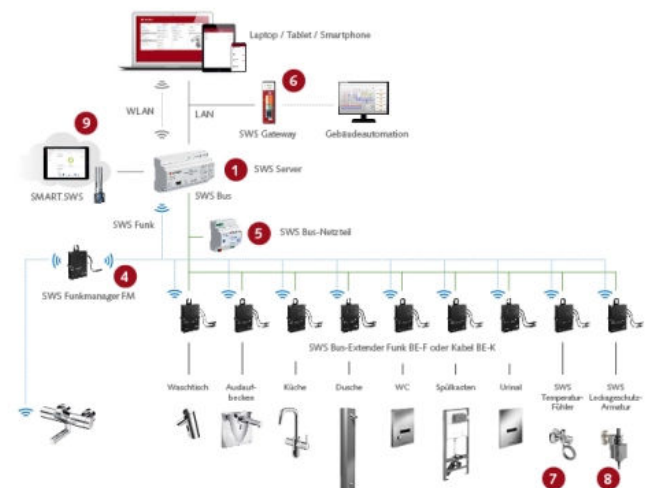 Laptop / Tablet / Smartphone
6
WLAN
LAN
9
SWS Gateway
Gebäudeautomation
1
SWS Server
SMART.SWS
SWS Bus
SWS Funk
5
SWS Bus-Netzteil
4
SWS Funkmanager FM
SWS Bus-Extender Funk BE-F oder Kabel BE-K
Waschtisch
Auslauf-
becken
Küche
Dusche
WC
Spülkasten
Urinal
SWS
Temperatur-
Fühler
SWS
Leckageschutz-
Armatur
7
8